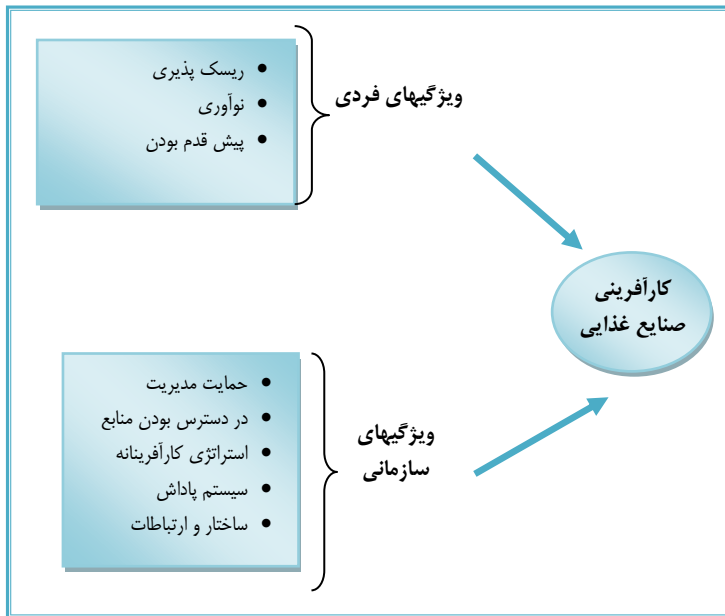 • ریسک پذیری
• نوآوری
• پیش قدم بودن
ویژگیهای فردی
کارآفرینی
صنایع غذایی
• حمایت مدیریت
• در دسترس بودن منابع
• استراتژی کارآفرینانه
• سیستم پاداش
• ساختار و ارتباطات
ویژگیهای
سازمانی